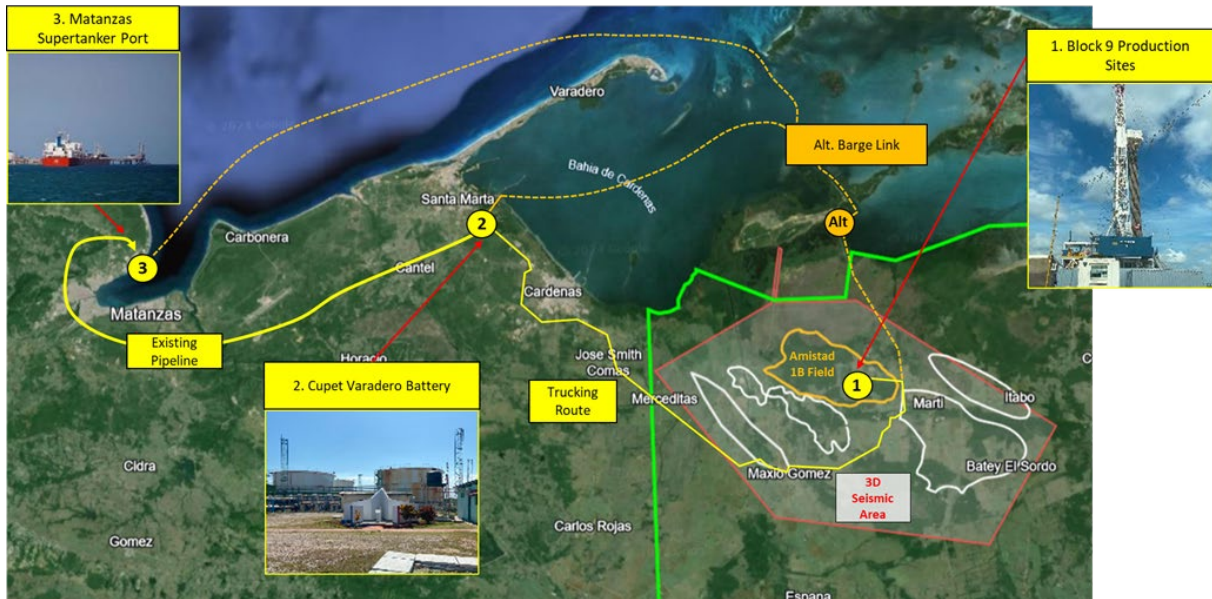 3. Matanzas
Supertanker Port
1. Block 9 Production
Sites
Varadero
Alt. Barge Link
Bahia de Cardenas
Santa Marta
2
Alt
Carbonera
3
Cantel
Cardenas
Matanzas
Existing
Pipeline
Horacio
Jose Smith
Comas
Amistad
1B Field
1
2. Cupet Varadero Battery
Trucking
Route
Merceditas
Marti
Itabo
Cidra
Maxio Gomez
Batey El Sordo
3D
Seismic
Area
Carlos Rojas
Gomez
Espana